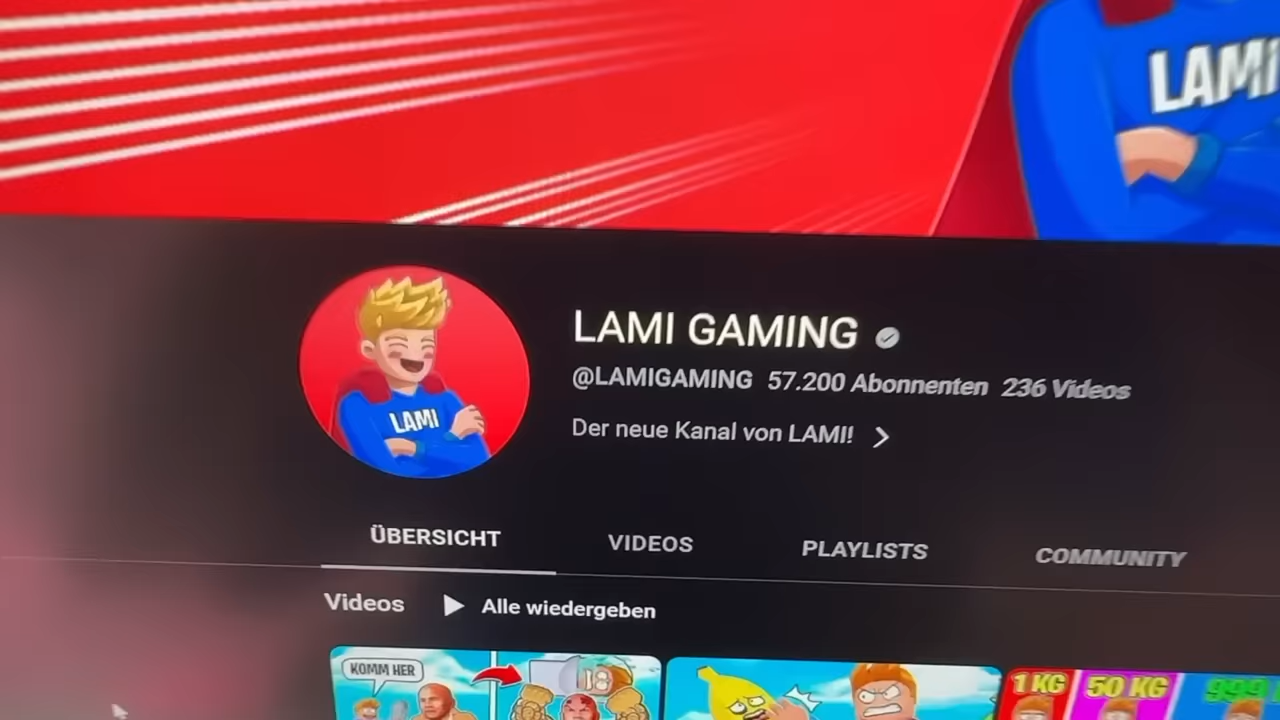 LAMI
LAMI GAMING
@LAMIGAMING 57.200 Abonnenten 236 Videos
Der neue Kanal von LAMI!
LAMI
ÜBERSICHT VIDEOS PLAYLISTS COMMUNITY
Videos Alle wiedergeben
KOMM HER
1 KG 50 KG 999